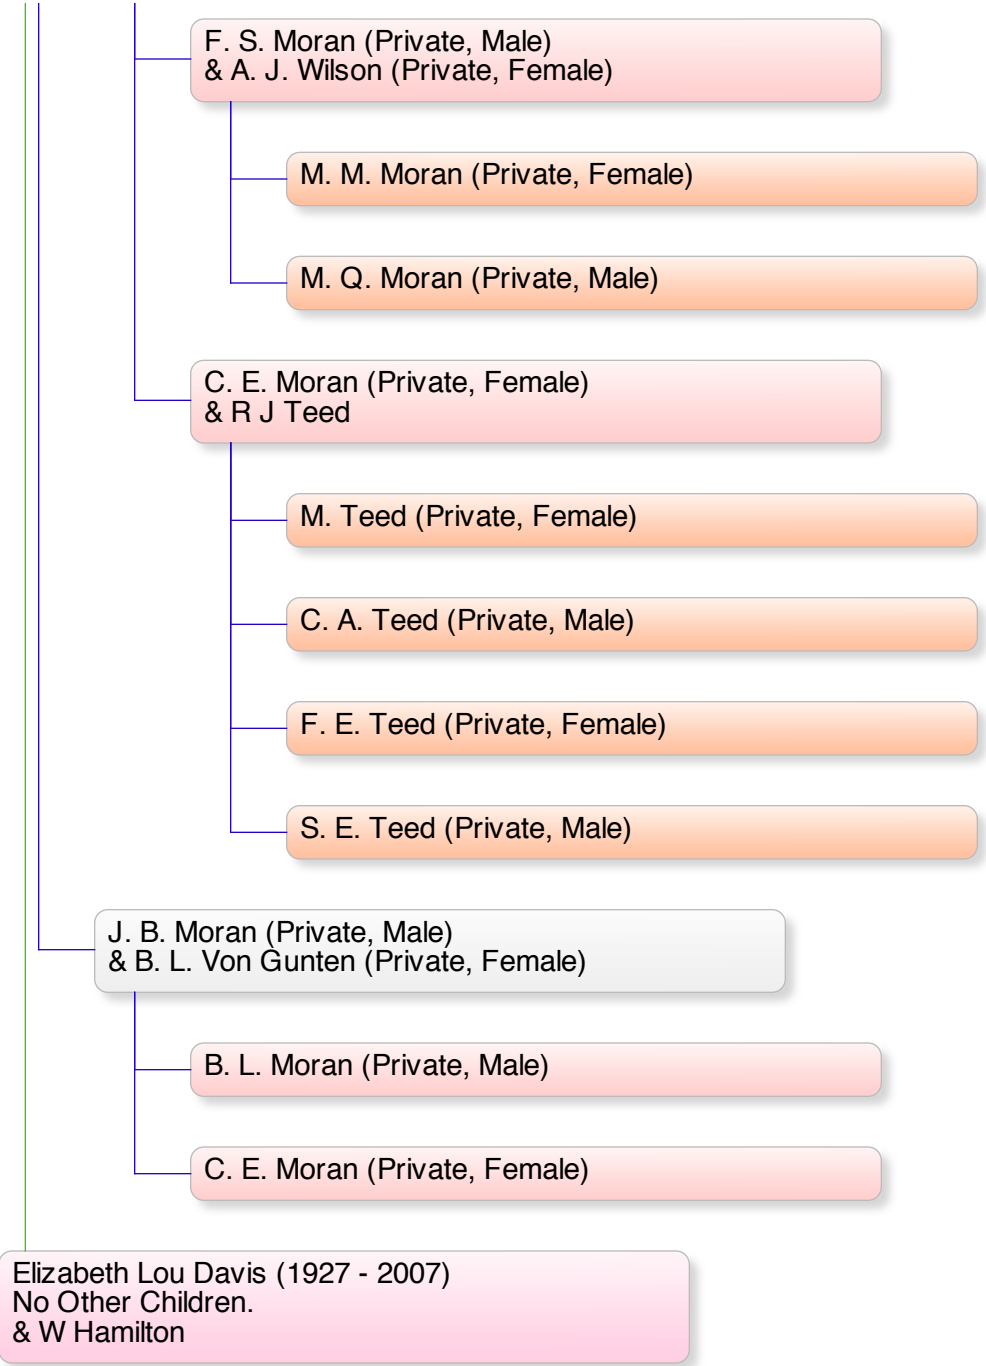 F. S. Moran (Private, Male)
& A. J. Wilson (Private, Female)
M. M. Moran (Private, Female)
M. Q. Moran (Private, Male)
C. E. Moran (Private, Female)
& R J Teed
M. Teed (Private, Female)
C. A. Teed (Private, Male)
F. E. Teed (Private, Female)
S. E. Teed (Private, Male)
J. B. Moran (Private, Male)
& B. L. Von Gunten (Private, Female)
B. L. Moran (Private, Male)
C. E. Moran (Private, Female)
Elizabeth Lou Davis (1927 - 2007)
No Other Children.
& W Hamilton